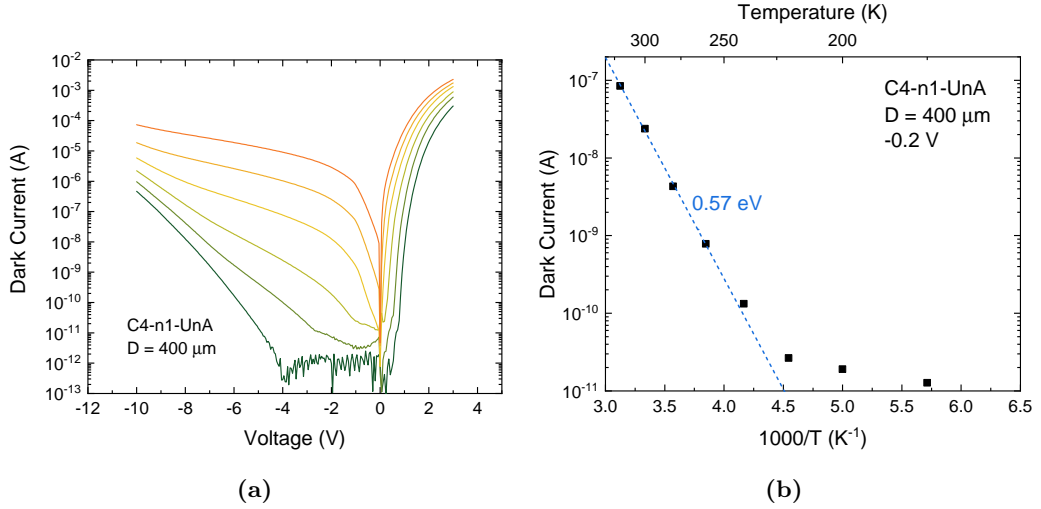 10⁻²
10⁻³
10⁻⁴
10⁻⁵
10⁻⁶
10⁻⁷
10⁻⁸
10⁻⁹
10⁻¹⁰
10⁻¹¹
10⁻¹²
10⁻¹³
Dark Current (A)
C4-n1-UnA
D = 400 µm
-12 -10 -8 -6 -4 -2 0 2 4
Voltage (V)
(a)
Temperature (K)
300 250 200
10⁻⁷
10⁻⁸
10⁻⁹
10⁻¹⁰
10⁻¹¹
Dark Current (A)
C4-n1-UnA
D = 400 µm
-0.2 V
0.57 eV
3.0 3.5 4.0 4.5 5.0 5.5 6.0 6.5
1000/T (K⁻¹)
(b)